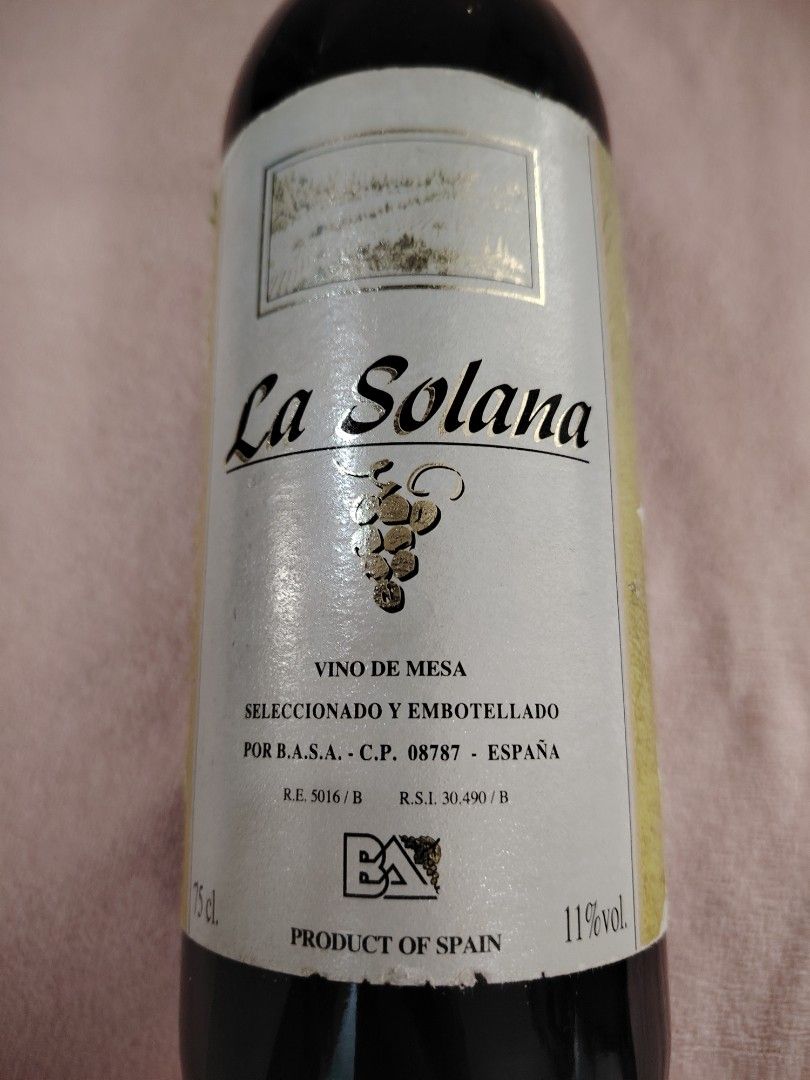 La Solana
VINO DE MESA
SELECCIONADO Y EMBOTELLADO
POR B.A.S.A. - C.P. 08787 - ESPAÑA
R.E. 5016 / B R.S.I. 30.490 / B
BA
75 cl.
11%vol.
PRODUCT OF SPAIN